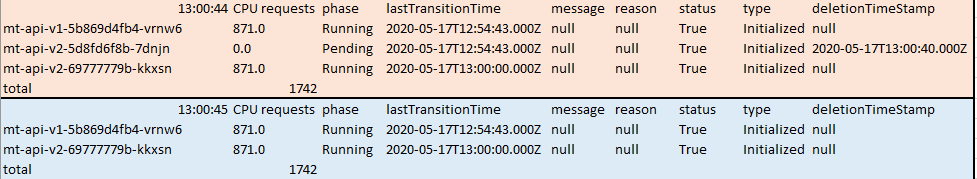 13:00:44 CPU requests phase lastTransitionTime message reason status type deletionTimeStamp
mt-api-v1-5b869d4fb4-vrnw6 871.0 Running 2020-05-17T12:54:43.000Z null null True Initialized null
mt-api-v2-5d8fd6f8b-7dnjn 0.0 Pending 2020-05-17T12:54:43.000Z null null True Initialized 2020-05-17T13:00:40.000Z
mt-api-v2-69777779b-kkxsn 871.0 Running 2020-05-17T13:00:00.000Z null null True Initialized null
total 1742
13:00:45 CPU requests phase lastTransitionTime message reason status type deletionTimeStamp
mt-api-v1-5b869d4fb4-vrnw6 871.0 Running 2020-05-17T12:54:43.000Z null null True Initialized null
mt-api-v2-69777779b-kkxsn 871.0 Running 2020-05-17T13:00:00.000Z null null True Initialized null
total 1742